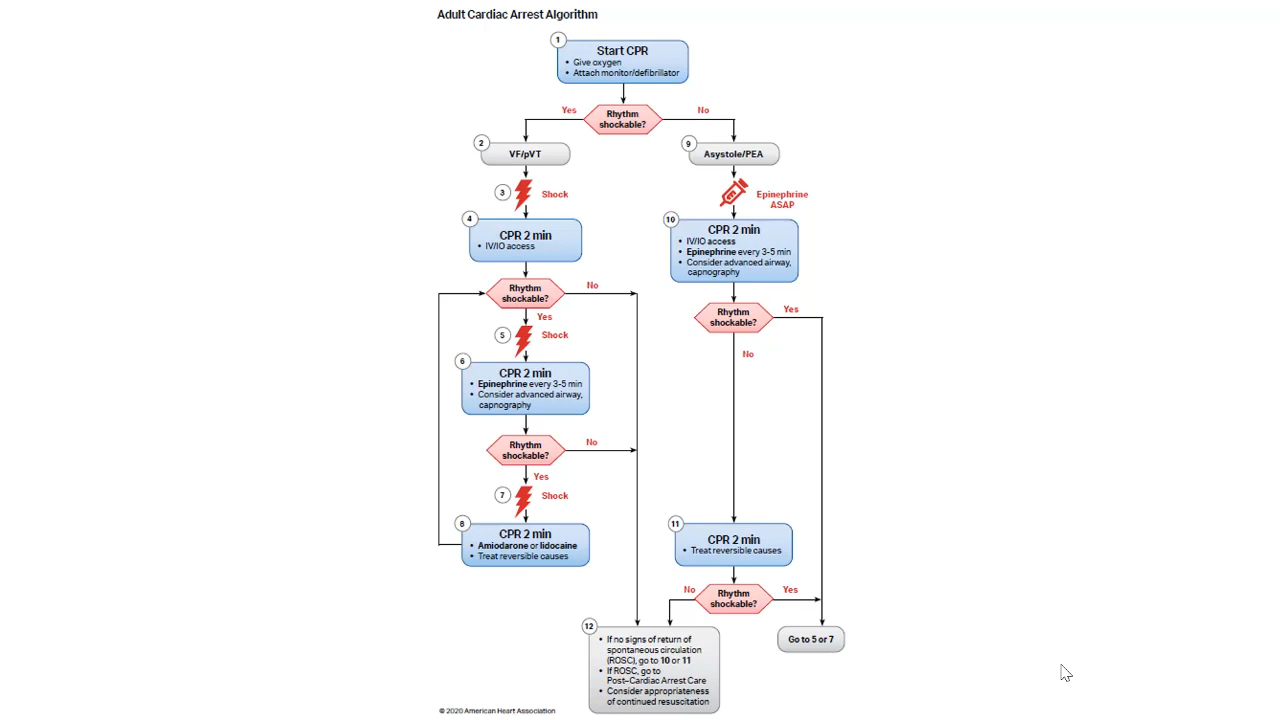 Adult Cardiac Arrest Algorithm
1
Start CPR
• Give oxygen
• Attach monitor/defibrillator
Yes
Rhythm
shockable?
No
2
VF/pVT
9
Asystole/PEA
3
Shock
Epinephrine
ASAP
4
CPR 2 min
• IV/IO access
10
CPR 2 min
• IV/IO access
• Epinephrine every 3-5 min
• Consider advanced airway,
capnography
Rhythm
shockable?
No
Yes
Rhythm
shockable?
Yes
No
5
Shock
6
CPR 2 min
• Epinephrine every 3-5 min
• Consider advanced airway,
capnography
Rhythm
shockable?
No
Yes
7
Shock
8
CPR 2 min
• Amiodarone or lidocaine
• Treat reversible causes
11
CPR 2 min
• Treat reversible causes
No
Rhythm
shockable?
Yes
12
• If no signs of return of
spontaneous circulation
(ROSC), go to 10 or 11
• If ROSC, go to
Post–Cardiac Arrest Care
• Consider appropriateness
of continued resuscitation
Go to 5 or 7
© 2020 American Heart Association